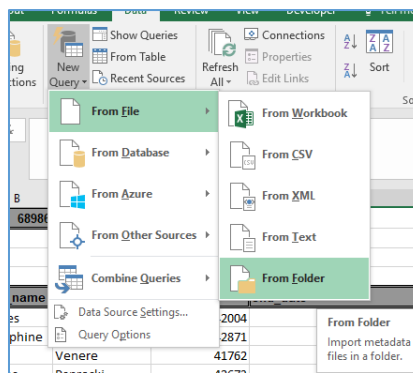 Data Review View Developer
Show Queries
From Table
Recent Sources
New
Query
Refresh
All
Connections
Properties
Edit Links
Sort
From File
From Database
From Azure
From Other Sources
Combine Queries
Data Source Settings...
Query Options
From Workbook
From CSV
From XML
From Text
From Folder
From Folder
Import metadata
files in a folder.
B
name
2004
2871
Venere 41762